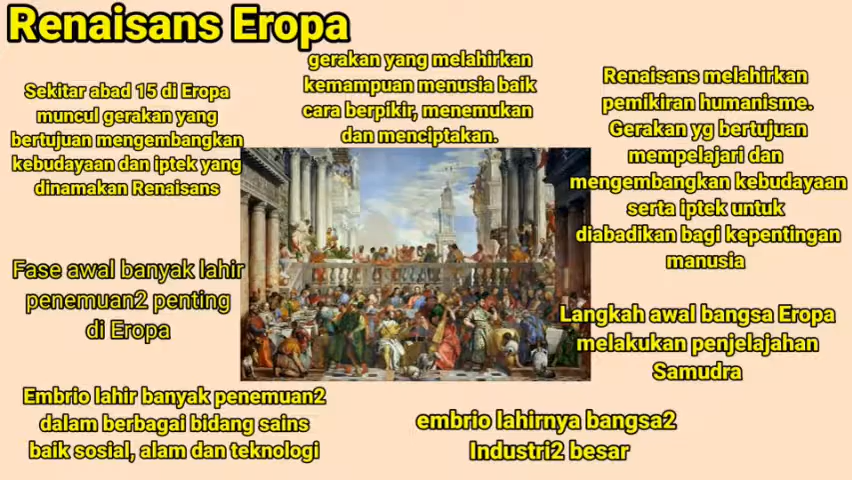 Renaisans Eropa
Sekitar abad 15 di Eropa
muncul gerakan yang
bertujuan mengembangkan
kebudayaan dan iptek yang
dinamakan Renaisans
gerakan yang melahirkan
kemampuan menusia baik
cara berpikir, menemukan
dan menciptakan.
Renaisans melahirkan
pemikiran humanisme.
Gerakan yg bertujuan
mempelajari dan
mengembangkan kebudayaan
serta iptek untuk
diabadikan bagi kepentingan
manusia
Fase awal banyak lahir
penemuan2 penting
di Eropa
Langkah awal bangsa Eropa
melakukan penjelajahan
Samudra
Embrio lahir banyak penemuan2
dalam berbagai bidang sains
baik sosial, alam dan teknologi
embrio lahirnya bangsa2
Industri2 besar